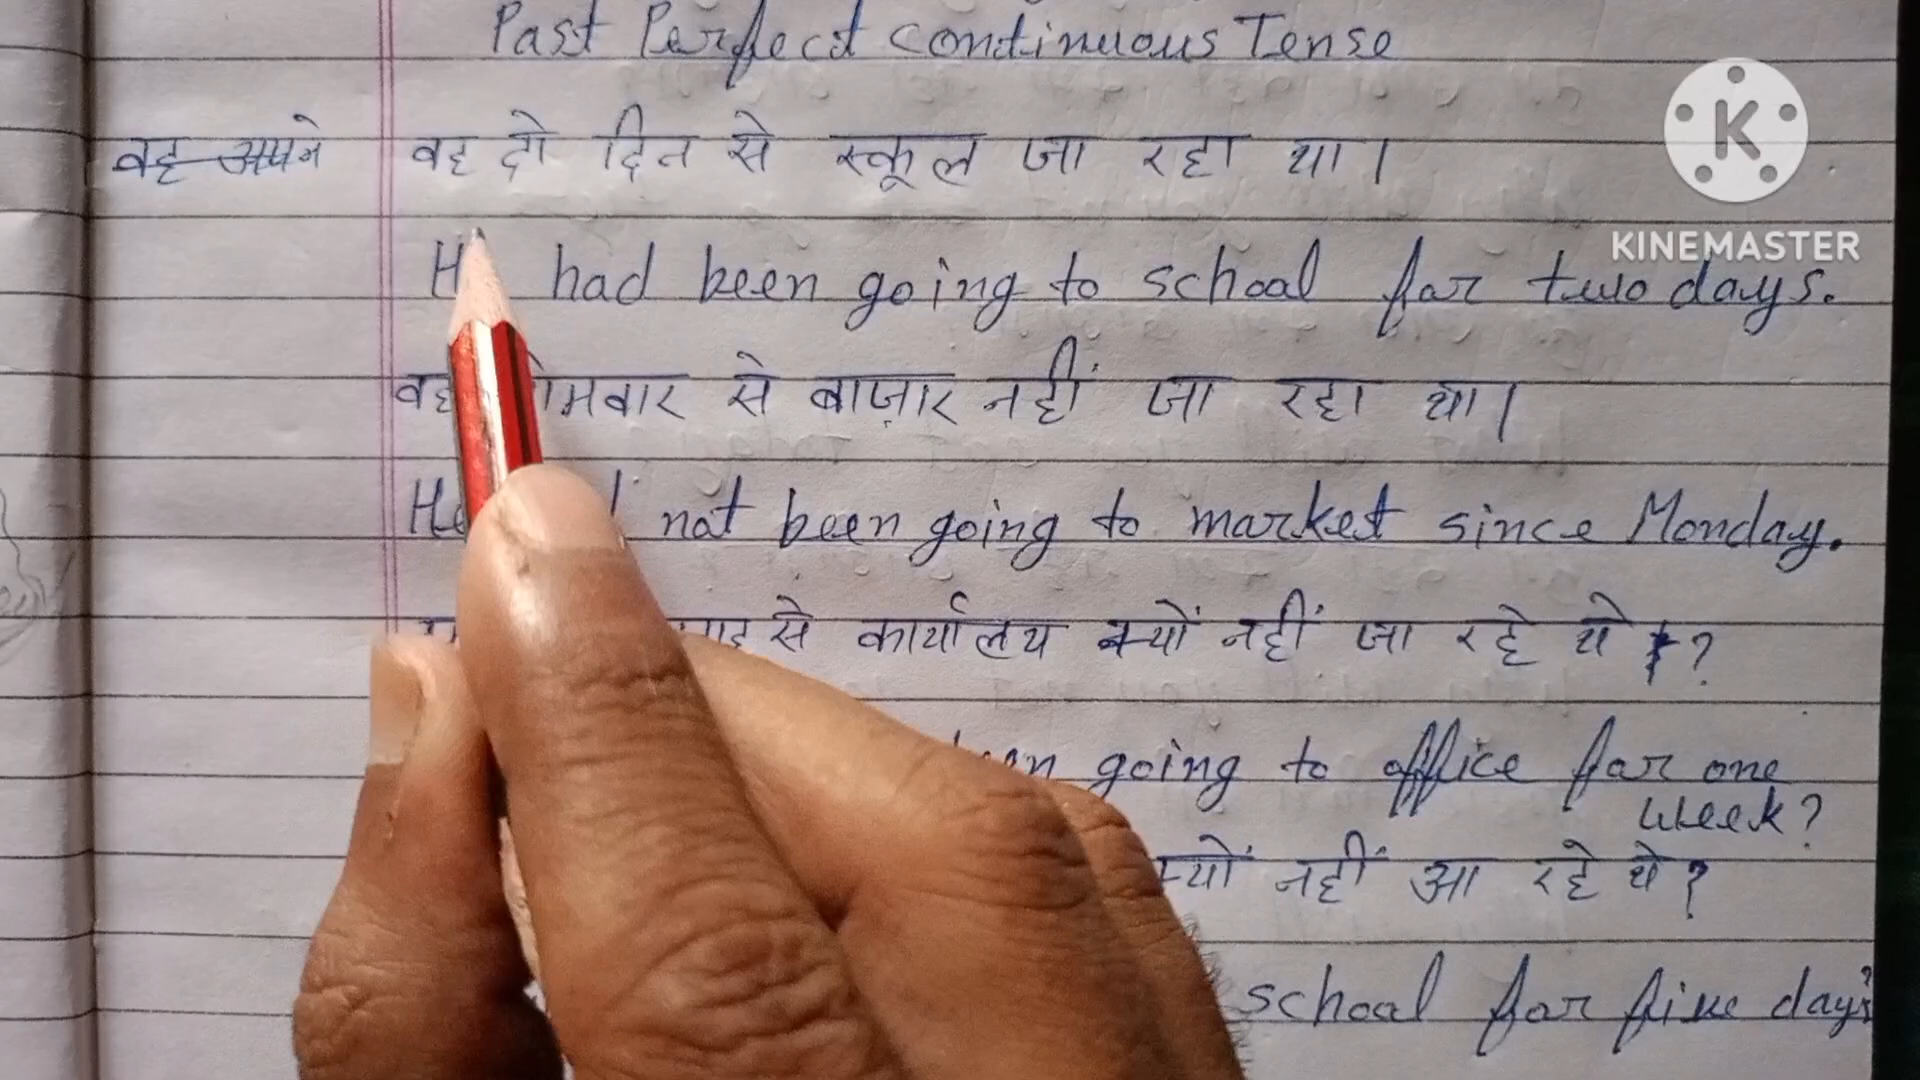 Past Perfect Continuous Tense
वह अपने वह दो दिन से स्कूल जा रहा था।
had been going to school for two days.
KINEMASTER
वह से बाज़ार नहीं जा रहा था।
not been going to market since Monday.
से कार्यालय क्यों नहीं जा रहे थे ?
going to office for one
week?
नहीं आ रहे थे?
school for five days?